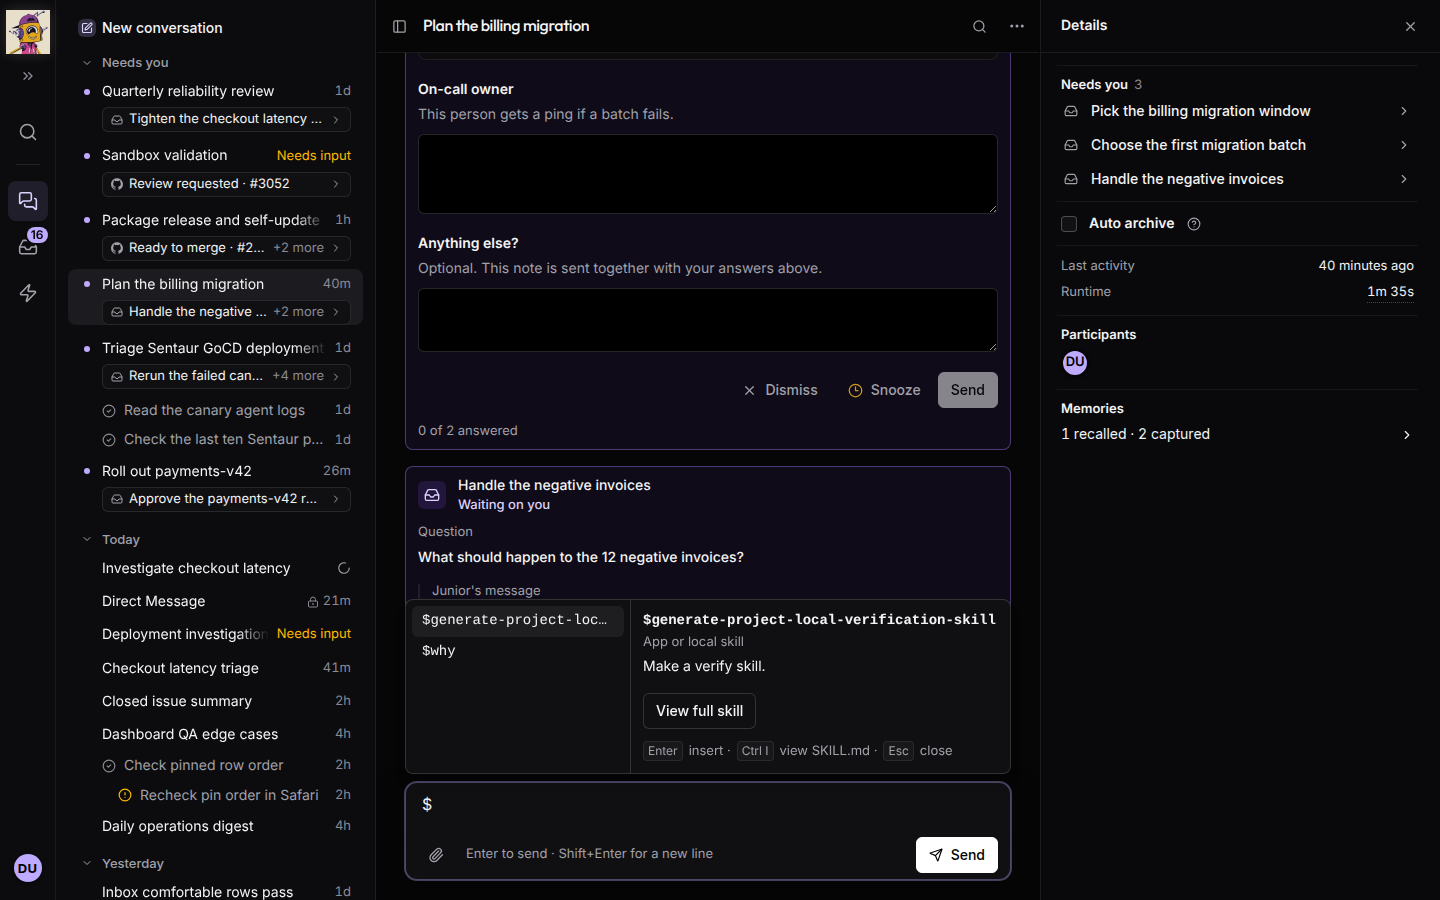 New conversation
Needs you
Quarterly reliability review 1d
Tighten the checkout latency ...
Sandbox validation Needs input
Review requested · #3052
Package release and self-update 1h
Ready to merge · #2... +2 more
Plan the billing migration 40m
Handle the negative ... +2 more
Triage Sentaur GoCD deployment 1d
Rerun the failed can... +4 more
Read the canary agent logs 1d
Check the last ten Sentaur p... 1d
Roll out payments-v42 26m
Approve the payments-v42 r...
Today
Investigate checkout latency
Direct Message 21m
Deployment investigation Needs input
Checkout latency triage 41m
Closed issue summary 2h
Dashboard QA edge cases 4h
Check pinned row order 2h
Recheck pin order in Safari 2h
Daily operations digest 4h
Yesterday
Inbox comfortable rows pass 1d
16
DU
Plan the billing migration
On-call owner
This person gets a ping if a batch fails.
Anything else?
Optional. This note is sent together with your answers above.
Dismiss Snooze Send
0 of 2 answered
Handle the negative invoices
Waiting on you
Question
What should happen to the 12 negative invoices?
Junior's message
$generate-project-loc...
$why
$generate-project-local-verification-skill
App or local skill
Make a verify skill.
View full skill
Enter insert · Ctrl I view SKILL.md · Esc close
$
Enter to send · Shift+Enter for a new line
Send
Details
Needs you 3
Pick the billing migration window
Choose the first migration batch
Handle the negative invoices
Auto archive
Last activity 40 minutes ago
Runtime 1m 35s
Participants
DU
Memories
1 recalled · 2 captured